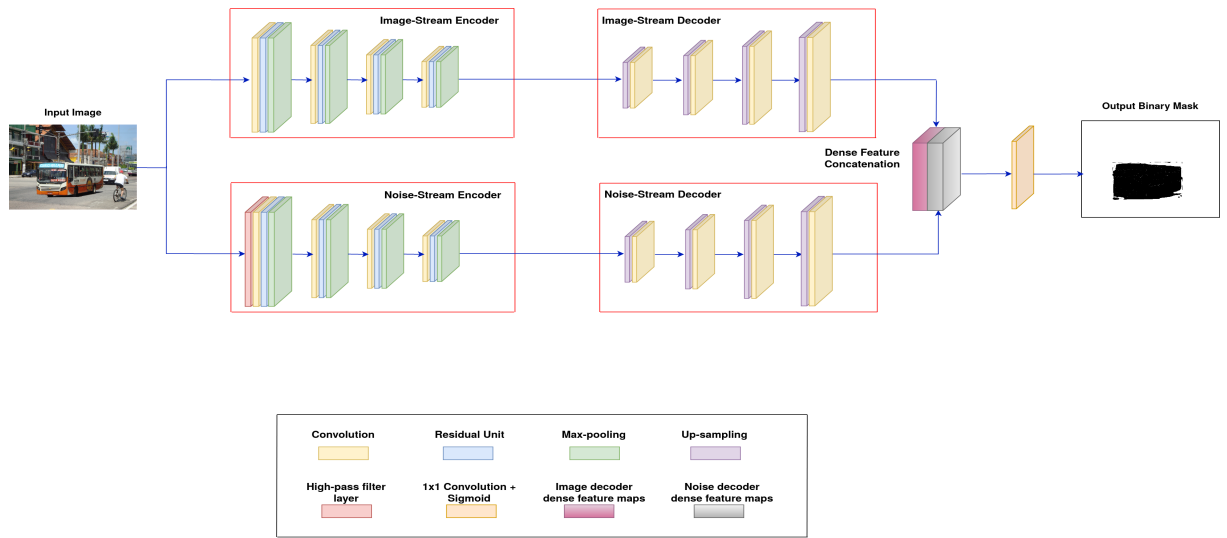 Image-Stream Encoder
Image-Stream Decoder
Input Image
Output Binary Mask
Dense Feature
Concatenation
Noise-Stream Encoder
Noise-Stream Decoder
Convolution
Residual Unit
Max-pooling
Up-sampling
High-pass filter
layer
1x1 Convolution +
Sigmoid
Image decoder
dense feature maps
Noise decoder
dense feature maps